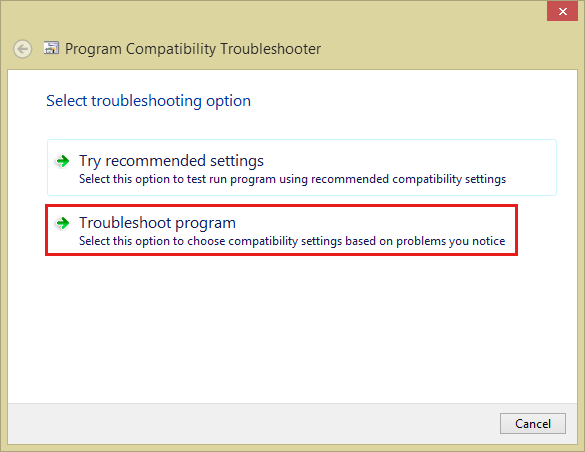 Program Compatibility Troubleshooter
Select troubleshooting option
Try recommended settings
Select this option to test run program using recommended compatibility settings
Troubleshoot program
Select this option to choose compatibility settings based on problems you notice
Cancel